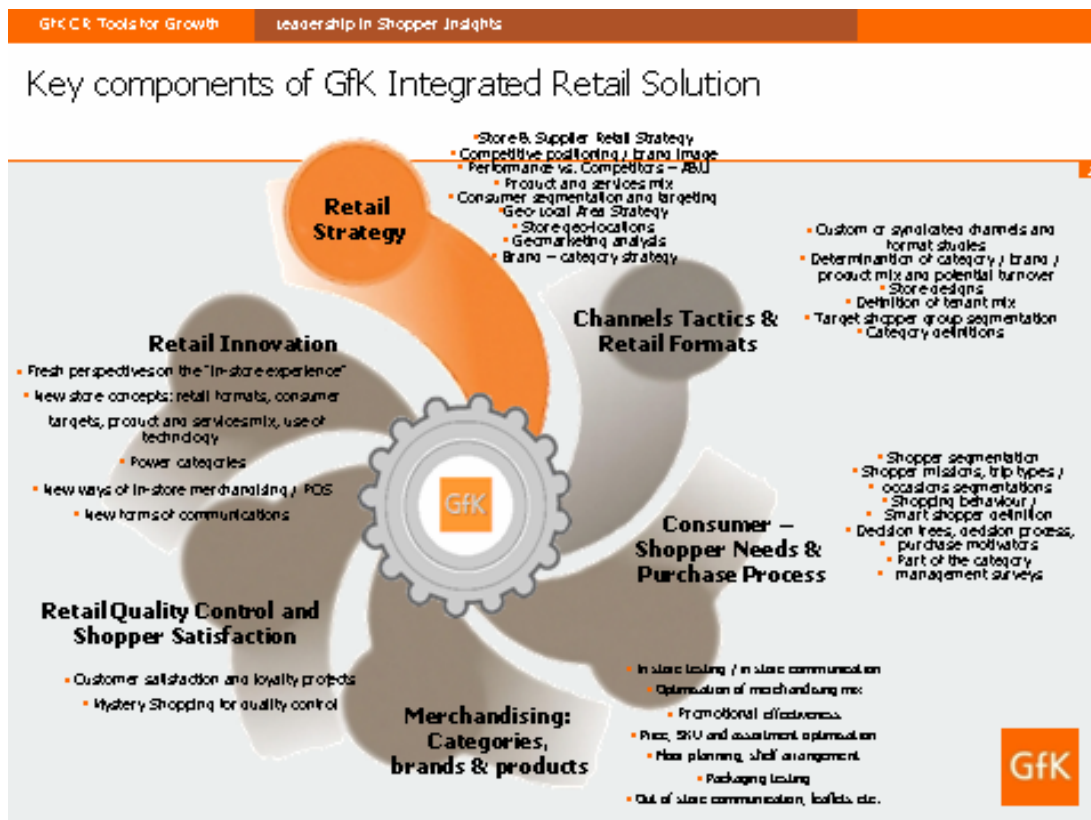 GfK CR Tools for Growth
Leadership in Shopper Insights
Key components of GfK Integrated Retail Solution
Retail
Strategy
Store & Supplier Retail Strategy
Competitive positioning / brand image
Performance vs. Competitors –
Product and services mix
Consumer segmentation and targeting
Geo-Local Area Strategy
Store geo-locations
Geomarketing analysis
Brand – category strategy
Channels Tactics &
Retail Formats
Custom or syndicated channels and
format studies
Determinantion of category / brand /
product mix and potential turnover
Store designs
Definition of tenant mix
Target shopper group segmentation
Category definitions
Retail Innovation
Fresh perspectives on the "in-store experience"
New store concepts: retail formats, consumer
targets, product and services mix, use of
technology
Power categories
New ways of in-store merchandising / POS
New forms of communications
GfK
Consumer –
Shopper Needs &
Purchase Process
Shopper segmentation
Shopper missions, trip types /
occasions segmentations
Shopping behaviour /
Smart shopper definition
Decision trees, decision process,
purchase motivators
Part of the category
management surveys
Retail Quality Control and
Shopper Satisfaction
Customer satisfaction and loyalty projects
Mystery Shopping for quality control
Merchandising:
Categories,
brands & products
In store testing / in store communication
Optimisation of merchandising mix
Promotional effectiveness
Price, SKU and assortment optimisation
Floor planning, shelf arrangement
Packaging testing
Out of store communication, leaflets etc.
GfK